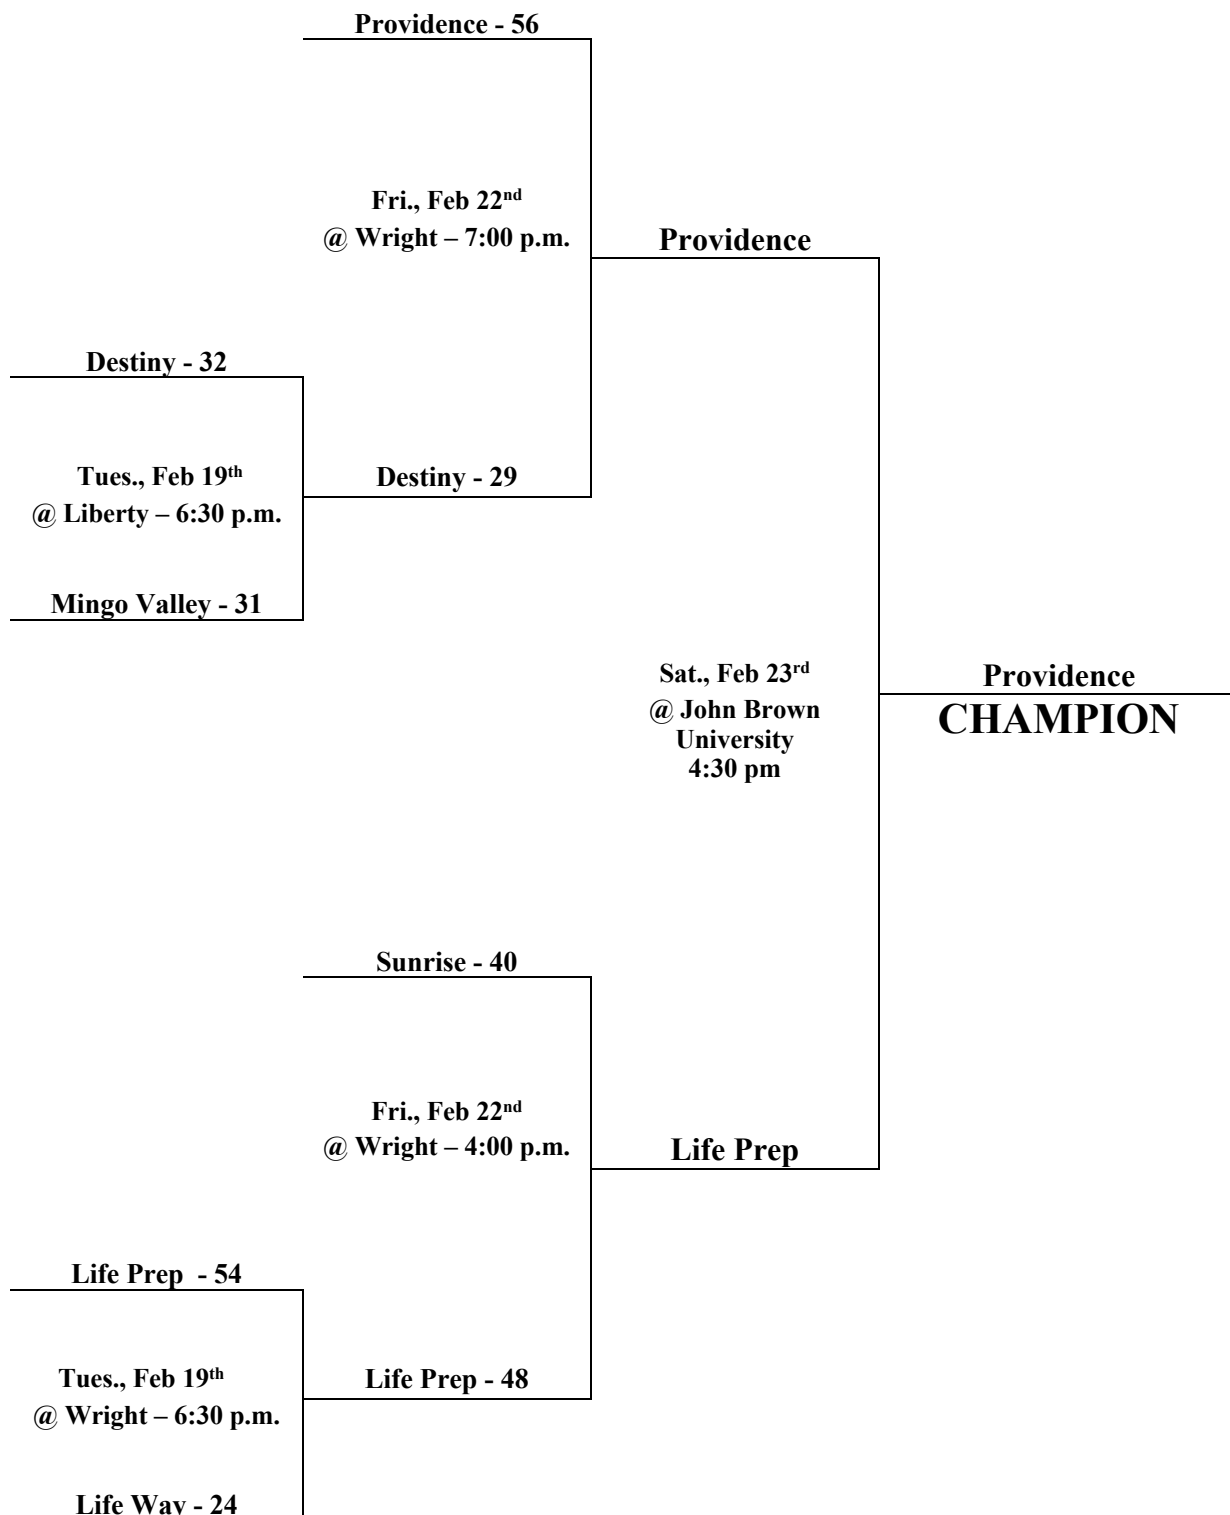 Providence - 56
Fri., Feb 22nd
@ Wright – 7:00 p.m.
Providence
Destiny - 32
Tues., Feb 19th
@ Liberty – 6:30 p.m.
Destiny - 29
Mingo Valley - 31
Sat., Feb 23rd
@ John Brown
University
4:30 pm
Providence
CHAMPION
Sunrise - 40
Fri., Feb 22nd
@ Wright – 4:00 p.m.
Life Prep
Life Prep - 54
Tues., Feb 19th
@ Wright – 6:30 p.m.
Life Prep - 48
Life Way - 24